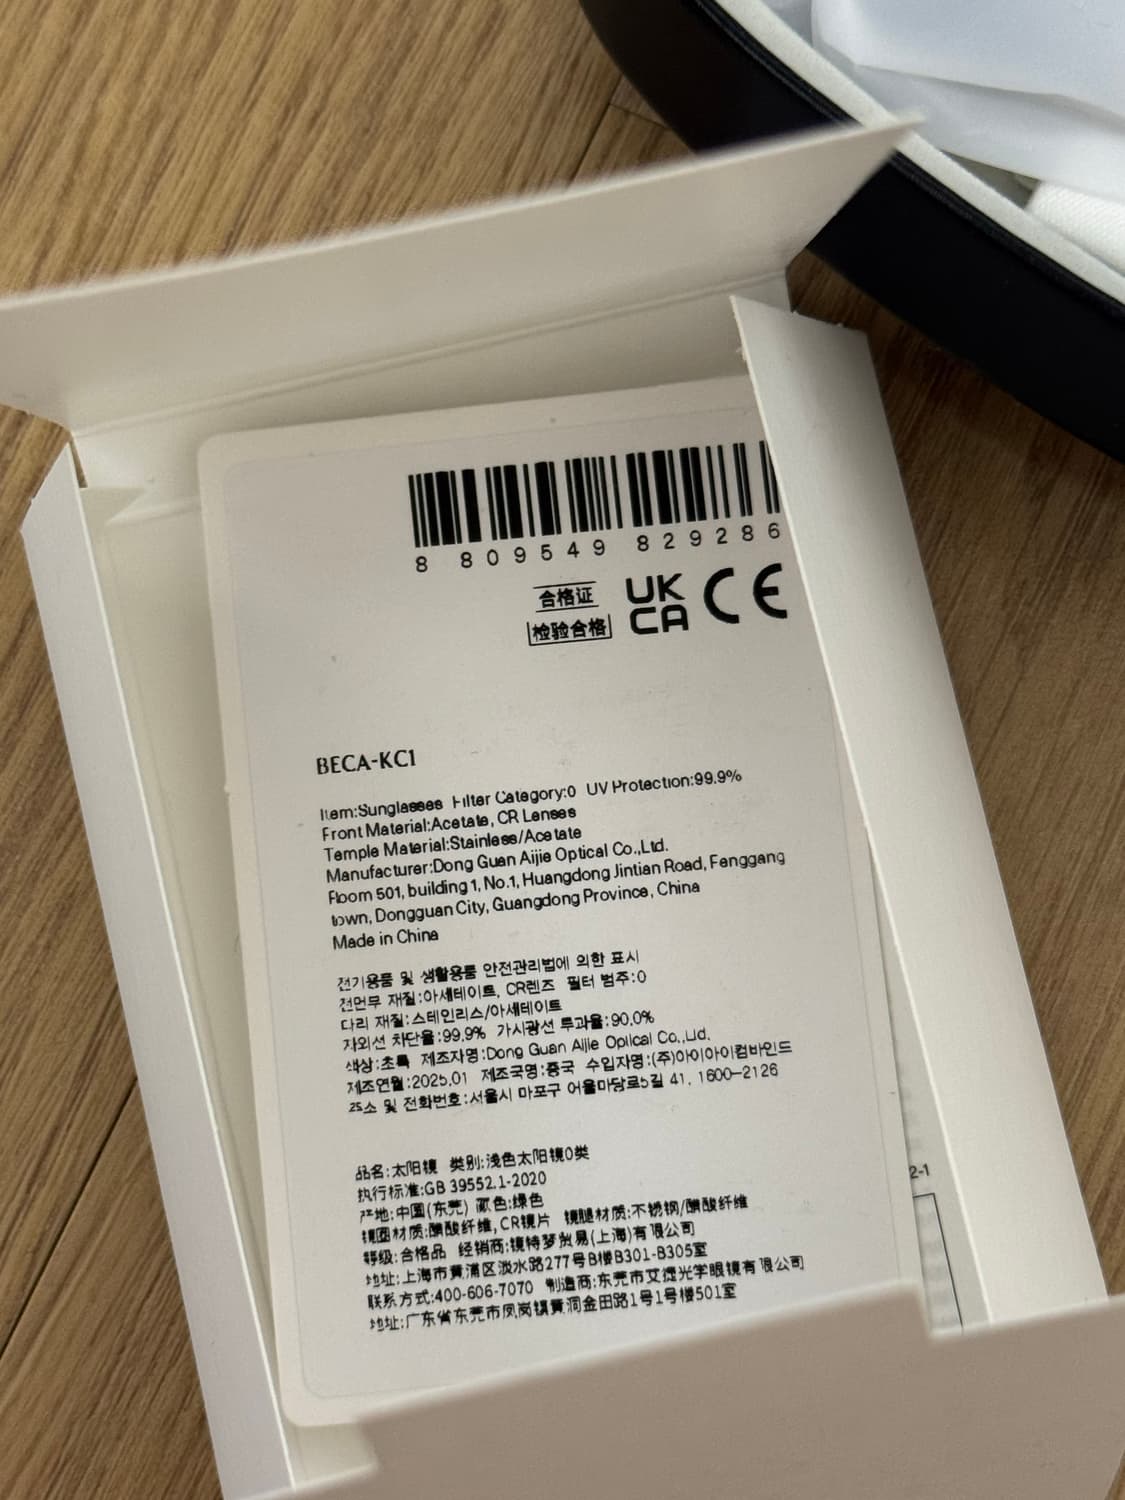 8 809549 829286
合格证
检验合格
UK
CA CE
BECA-KC1
Item:Sunglasses Filter Category:0 UV Protection:99.9%
Front Material:Acetate, CR Lenses
Temple Material:Stainless/Acetate
Manufacturer:Dong Guan Aijie Optical Co.,Ltd.
Room 501, building 1, No.1, Huangdong Jintian Road, Fenggang
town, Dongguan City, Guangdong Province, China
Made in China
전기용품 및 생활용품 안전관리법에 의한 표시
전면부 재질:아세테이트, CR렌즈 필터 범주:0
다리 재질:스테인리스/아세테이트
자외선 차단율:99.9% 가시광선 투과율:90.0%
색상:초록 제조자명:Dong Guan Aijie Optical Co.,Ltd.
제조연월:2025.01 제조국명:중국 수입자명:(주)아이아이컴바인드
주소 및 전화번호:서울시 마포구 어울마당로5길 41, 1600-2126
品名:太阳镜 类别:浅色太阳镜0类
执行标准:GB 39552.1-2020
产地:中国(东莞) 颜色:绿色
镜圈材质:醋酸纤维,CR镜片 镜腿材质:不锈钢/醋酸纤维
等级:合格品 经销商:镜特梦贸易(上海)有限公司
地址:上海市黄浦区淡水路277号B楼B301-B305室
联系方式:400-606-7070 制造商:东莞市艾捷光学眼镜有限公司
地址:广东省东莞市凤岗镇黄洞金田路1号1号楼501室
2-1